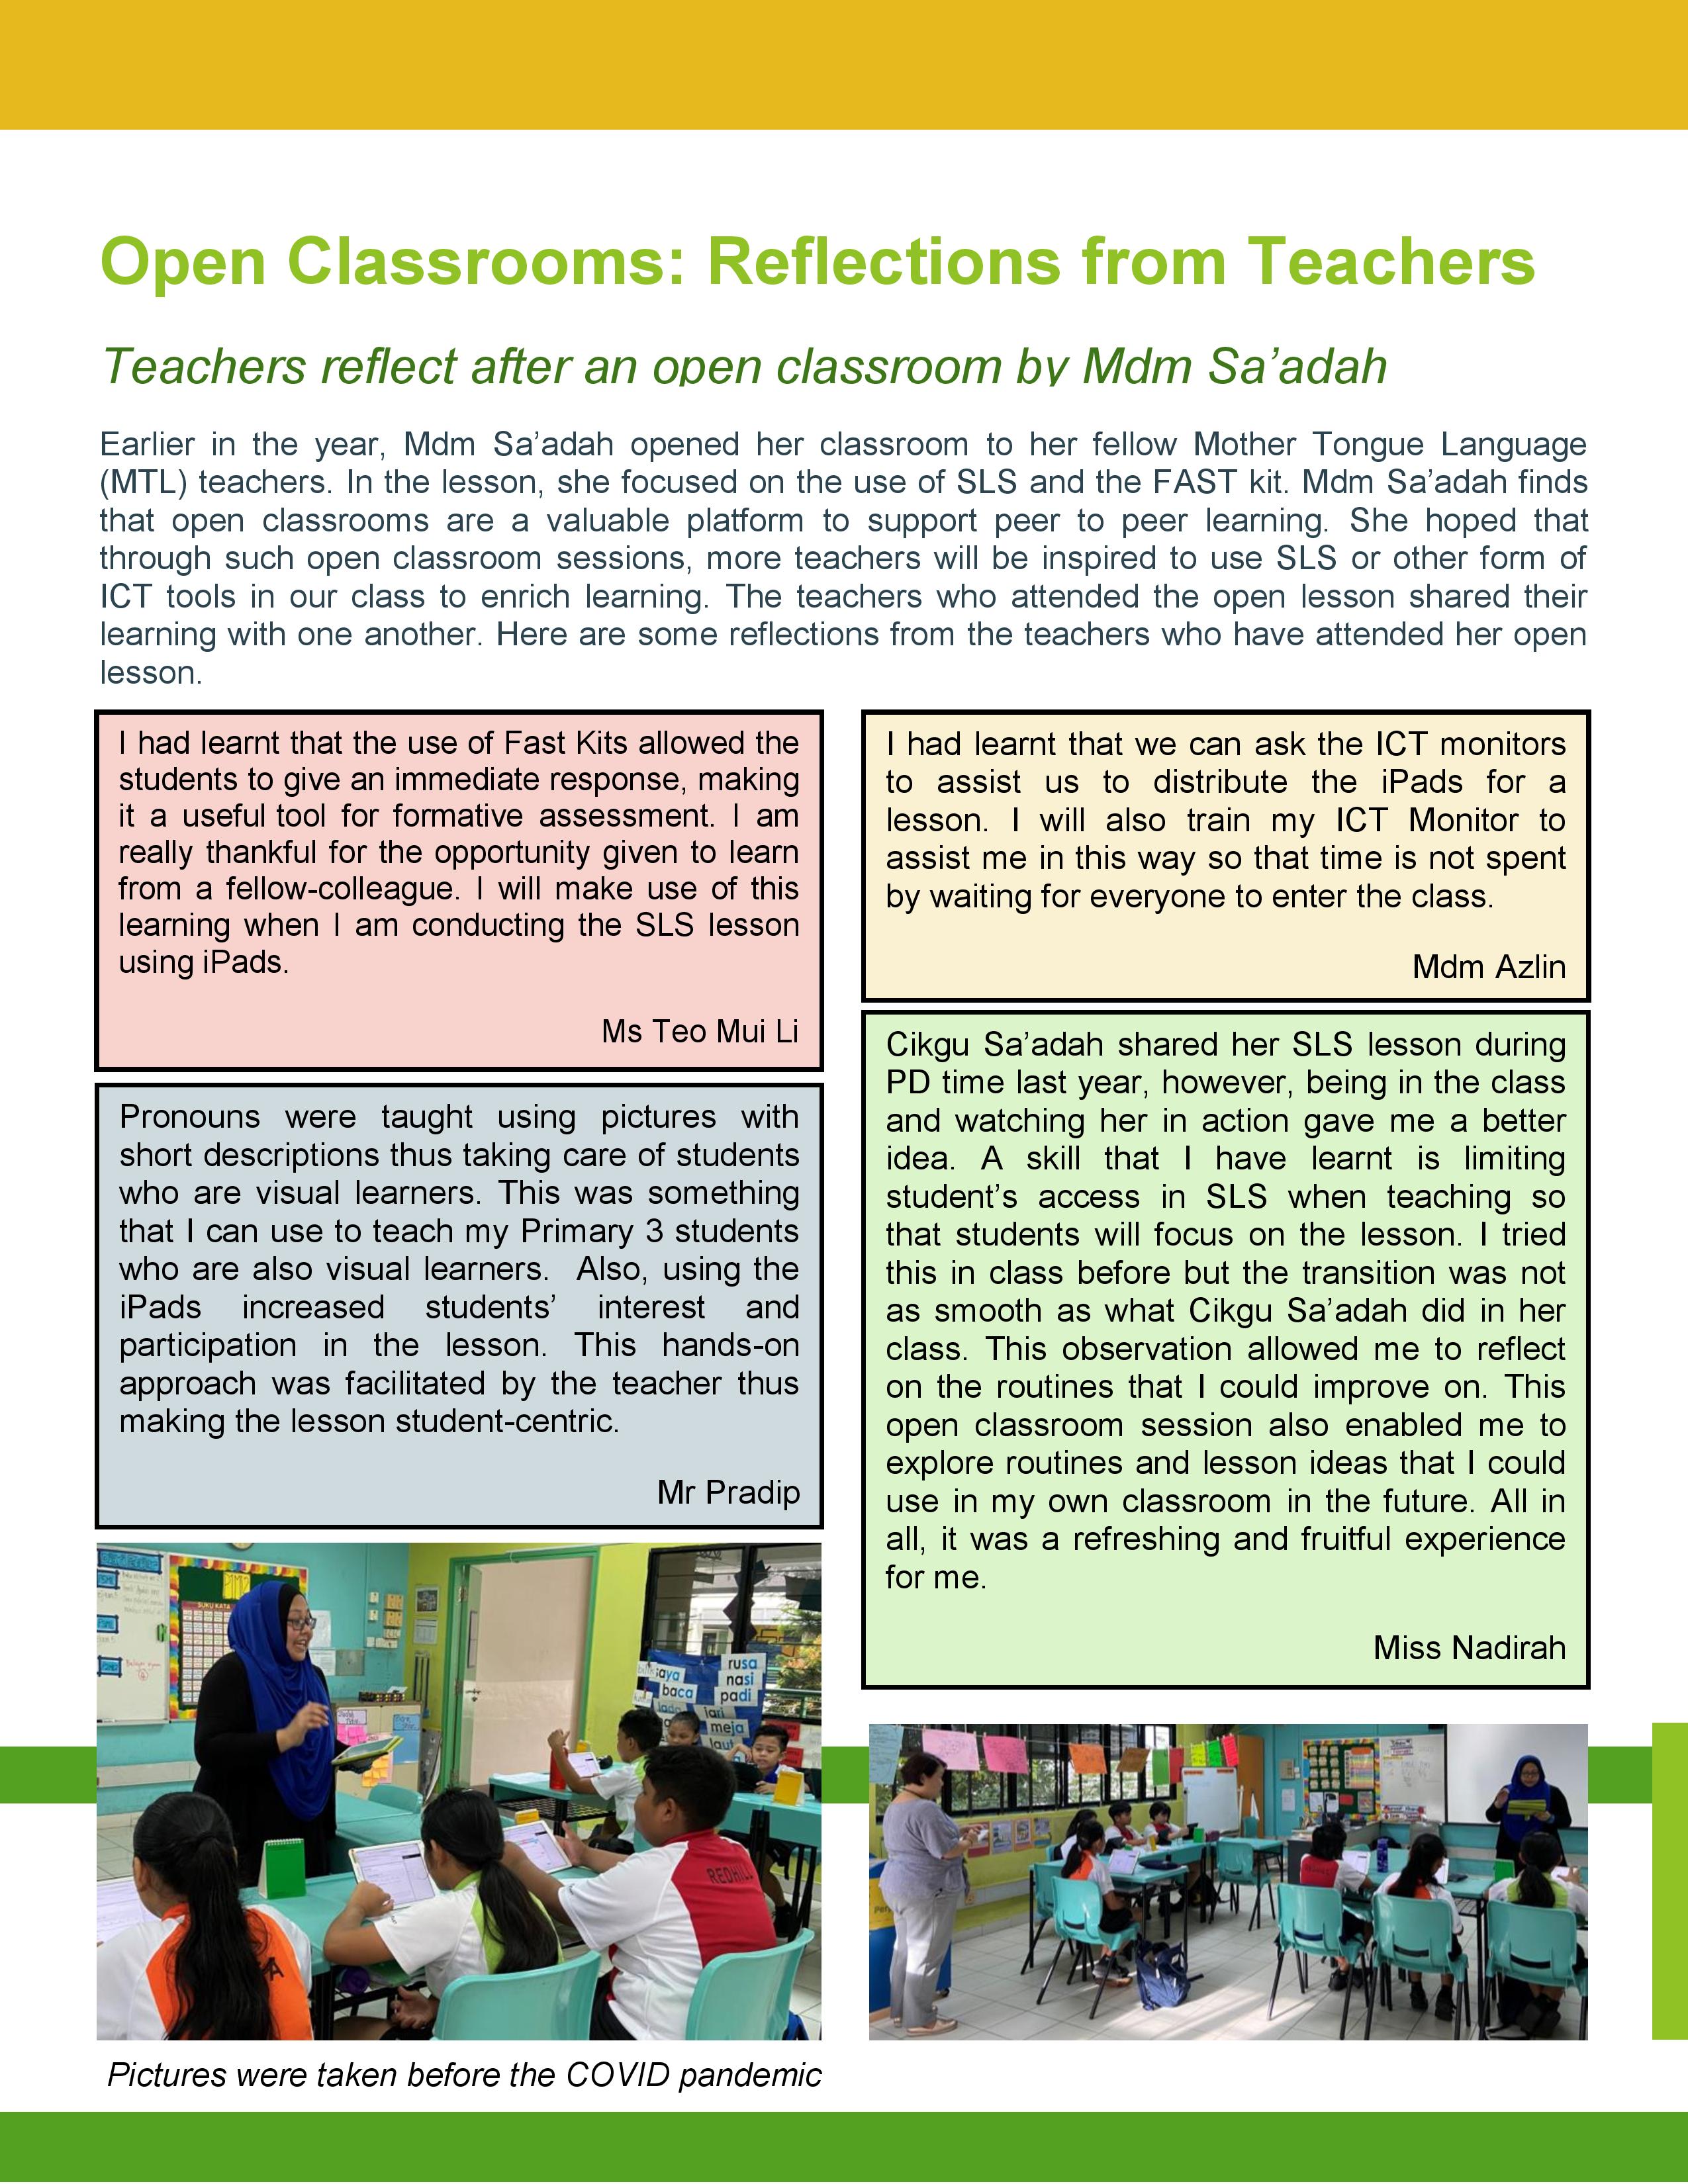 Open Classrooms: Reflections from Teachers
Teachers reflect after an open classroom by Mdm Sa’adah
Earlier in the year, Mdm Sa’adah opened her classroom to her fellow Mother Tongue Language
(MTL) teachers. In the lesson, she focused on the use of SLS and the FAST kit. Mdm Sa’adah finds
that open classrooms are a valuable platform to support peer to peer learning. She hoped that
through such open classroom sessions, more teachers will be inspired to use SLS or other form of
ICT tools in our class to enrich learning. The teachers who attended the open lesson shared their
learning with one another. Here are some reflections from the teachers who have attended her open
lesson.
I had learnt that the use of Fast Kits allowed the
students to give an immediate response, making
it a useful tool for formative assessment. I am
really thankful for the opportunity given to learn
from a fellow-colleague. I will make use of this
learning when I am conducting the SLS lesson
using iPads.
Ms Teo Mui Li
Pronouns were taught using pictures with
short descriptions thus taking care of students
who are visual learners. This was something
that I can use to teach my Primary 3 students
who are also visual learners. Also, using the
iPads increased students’ interest and
participation in the lesson. This hands-on
approach was facilitated by the teacher thus
making the lesson student-centric.
Mr Pradip
I had learnt that we can ask the ICT monitors
to assist us to distribute the iPads for a
lesson. I will also train my ICT Monitor to
assist me in this way so that time is not spent
by waiting for everyone to enter the class.
Mdm Azlin
Cikgu Sa’adah shared her SLS lesson during
PD time last year, however, being in the class
and watching her in action gave me a better
idea. A skill that I have learnt is limiting
student’s access in SLS when teaching so
that students will focus on the lesson. I tried
this in class before but the transition was not
as smooth as what Cikgu Sa’adah did in her
class. This observation allowed me to reflect
on the routines that I could improve on. This
open classroom session also enabled me to
explore routines and lesson ideas that I could
use in my own classroom in the future. All in
all, it was a refreshing and fruitful experience
for me.
Miss Nadirah
SUKU KATA
saya
baca
rusa
nasi
padi
jari
meja
laut
REDHILL
Pictures were taken before the COVID pandemic